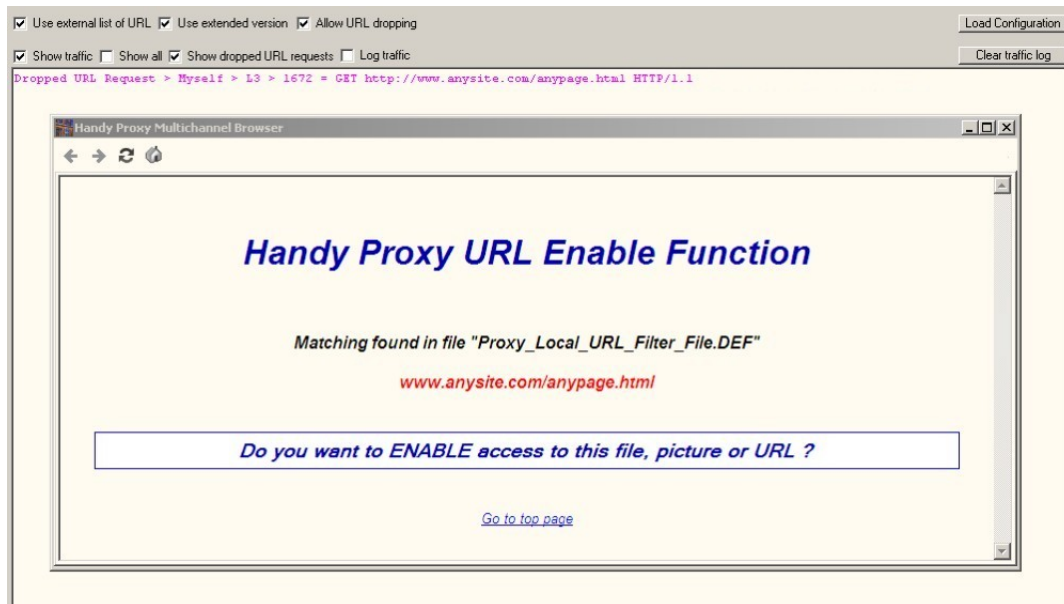 Use external list of URL Use extended version Allow URL dropping Load Configuration
Show traffic Show all Show dropped URL requests Log traffic Clear traffic log
Dropped URL Request > Myself > L3 > 1672 = GET http://www.anysite.com/anypage.html HTTP/1.1
Handy Proxy Multichannel Browser
Handy Proxy URL Enable Function
Matching found in file "Proxy_Local_URL_Filter_File.DEF"
www.anysite.com/anypage.html
Do you want to ENABLE access to this file, picture or URL ?
Go to top page